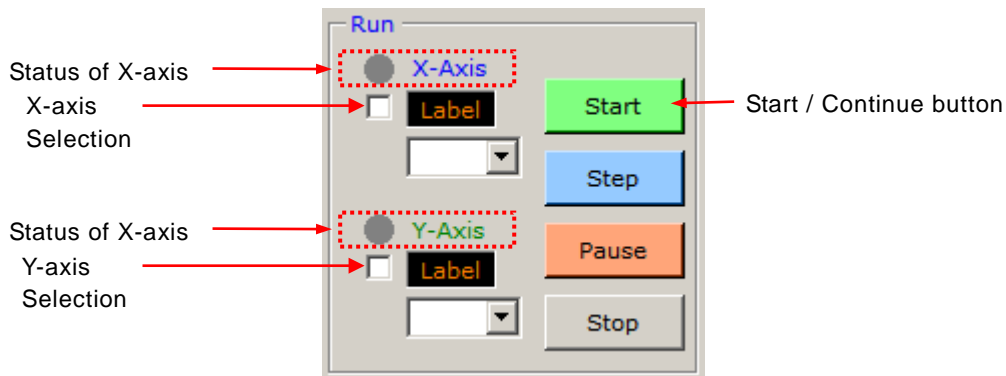 Run
Status of X-axis
X-Axis
X-axis
Selection
Label
Start
Start / Continue button
Step
Status of X-axis
Y-Axis
Y-axis
Selection
Label
Pause
Stop